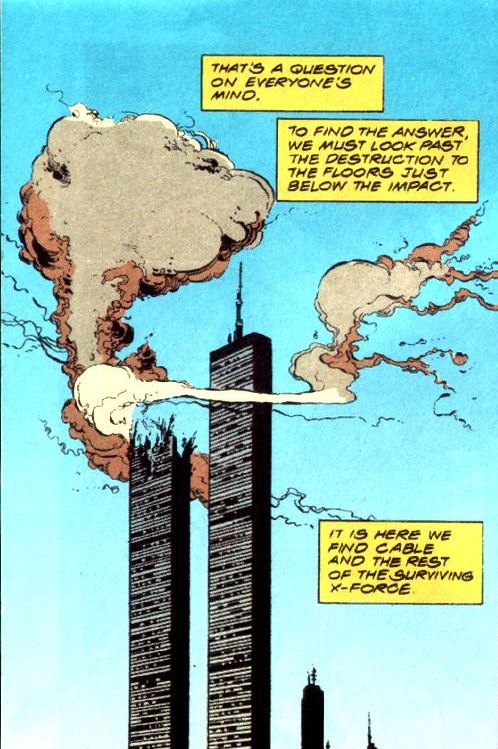 THAT'S A QUESTION
ON EVERYONE'S
MIND.
TO FIND THE ANSWER,
WE MUST LOOK PAST
THE DESTRUCTION TO
THE FLOORS JUST
BELOW THE IMPACT.
IT IS HERE WE
FIND CABLE
AND THE REST
OF THE SURVIVING
X-FORCE.